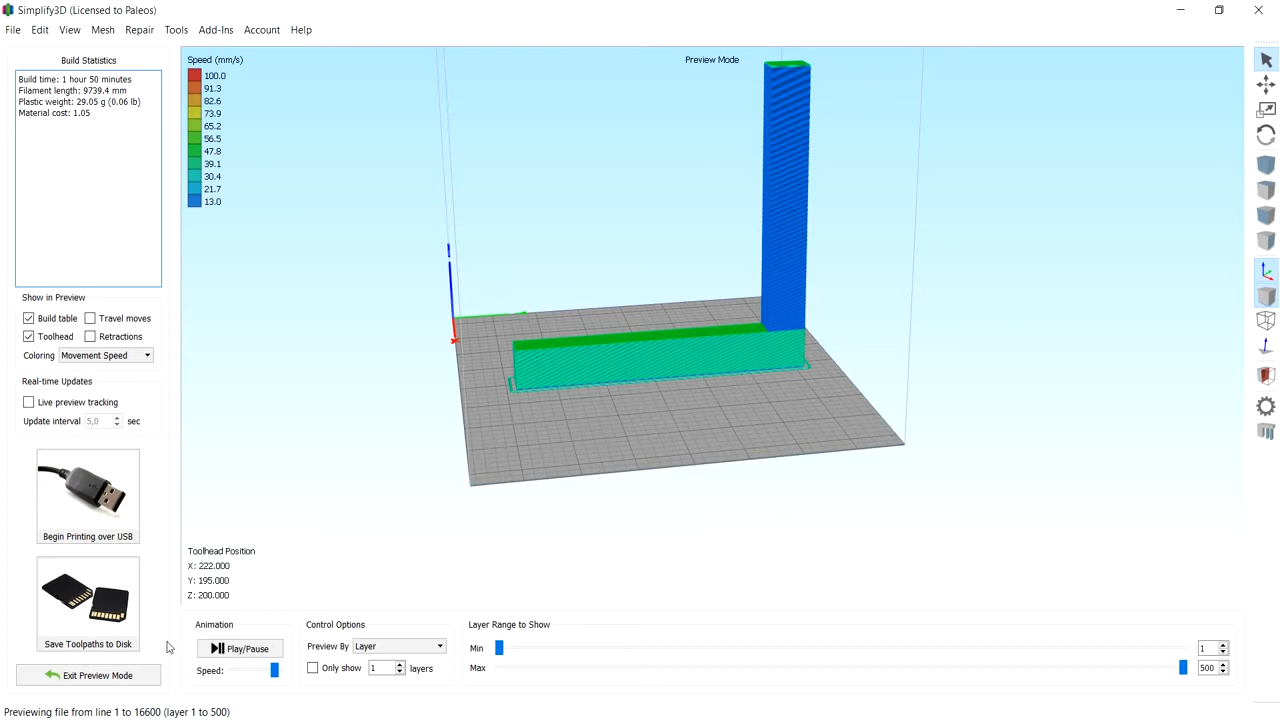 Simplify3D (Licensed to Paleos)
File Edit View Mesh Repair Tools Add-Ins Account Help
Build Statistics
Build time: 1 hour 50 minutes
Filament length: 9739.4 mm
Plastic weight: 29.05 g (0.06 lb)
Material cost: 1.05
Show in Preview
Build table Travel moves
Toolhead Retractions
Coloring Movement Speed
Real-time Updates
Live preview tracking
Update interval 5,0 sec
Begin Printing over USB
Save Toolpaths to Disk
Exit Preview Mode
Speed (mm/s)
100.0
91.3
82.6
73.9
65.2
56.5
47.8
39.1
30.4
21.7
13.0
Preview Mode
Toolhead Position
X: 222.000
Y: 195.000
Z: 200.000
Animation
Play/Pause
Speed:
Control Options
Preview By Layer
Only show 1 layers
Layer Range to Show
Min 1
Max 500
Previewing file from line 1 to 16600 (layer 1 to 500)